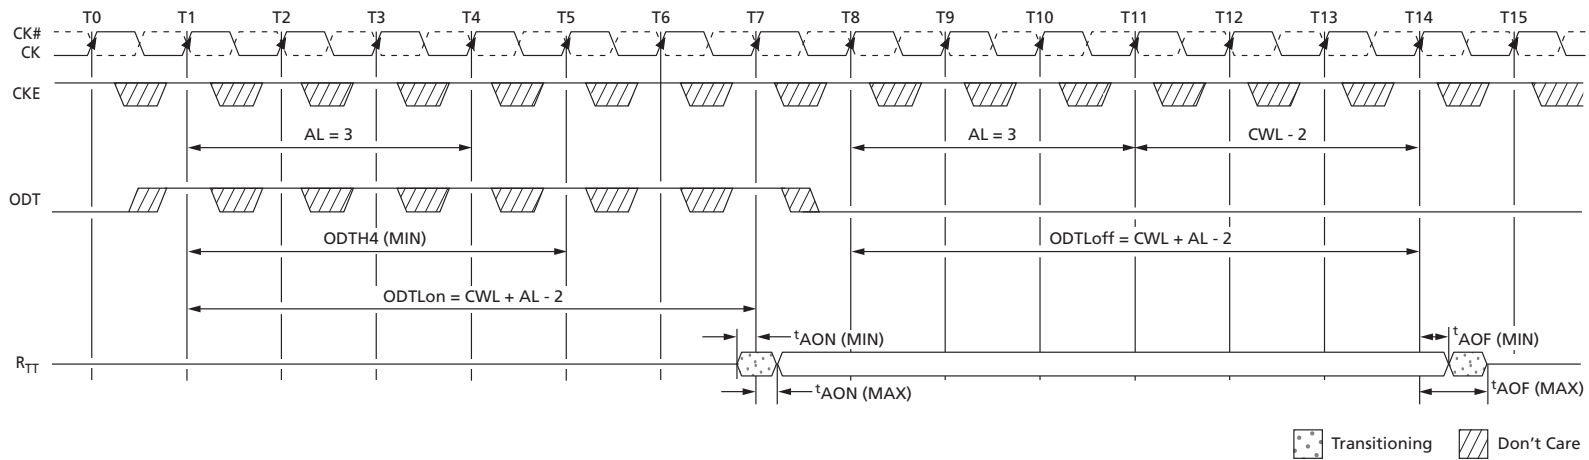 T0 T1 T2 T3 T4 T5 T6 T7 T8 T9 T10 T11 T12 T13 T14 T15
CK#
CK
CKE
AL = 3 AL = 3 CWL - 2
ODT
ODTH4 (MIN) ODTLoff = CWL + AL - 2
ODTLon = CWL + AL - 2
tAON (MIN) tAOF (MIN)
RTT
tAON (MAX) tAOF (MAX)
Transitioning Don't Care